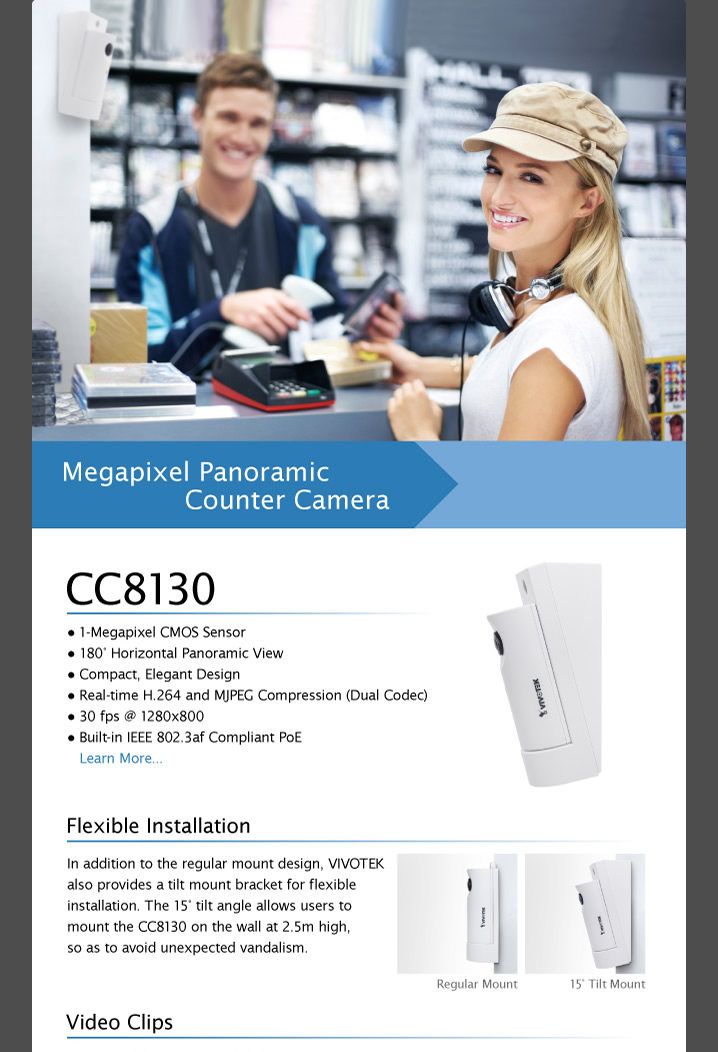 Megapixel Panoramic
Counter Camera
CC8130
● 1-Megapixel CMOS Sensor
● 180° Horizontal Panoramic View
● Compact, Elegant Design
● Real-time H.264 and MJPEG Compression (Dual Codec)
● 30 fps @ 1280x800
● Built-in IEEE 802.3af Compliant PoE
Learn More...
VIVOTEK
Flexible Installation
In addition to the regular mount design, VIVOTEK
also provides a tilt mount bracket for flexible
installation. The 15° tilt angle allows users to
mount the CC8130 on the wall at 2.5m high,
so as to avoid unexpected vandalism.
VIVOTEK
VIVOTEK
Regular Mount
15° Tilt Mount
Video Clips